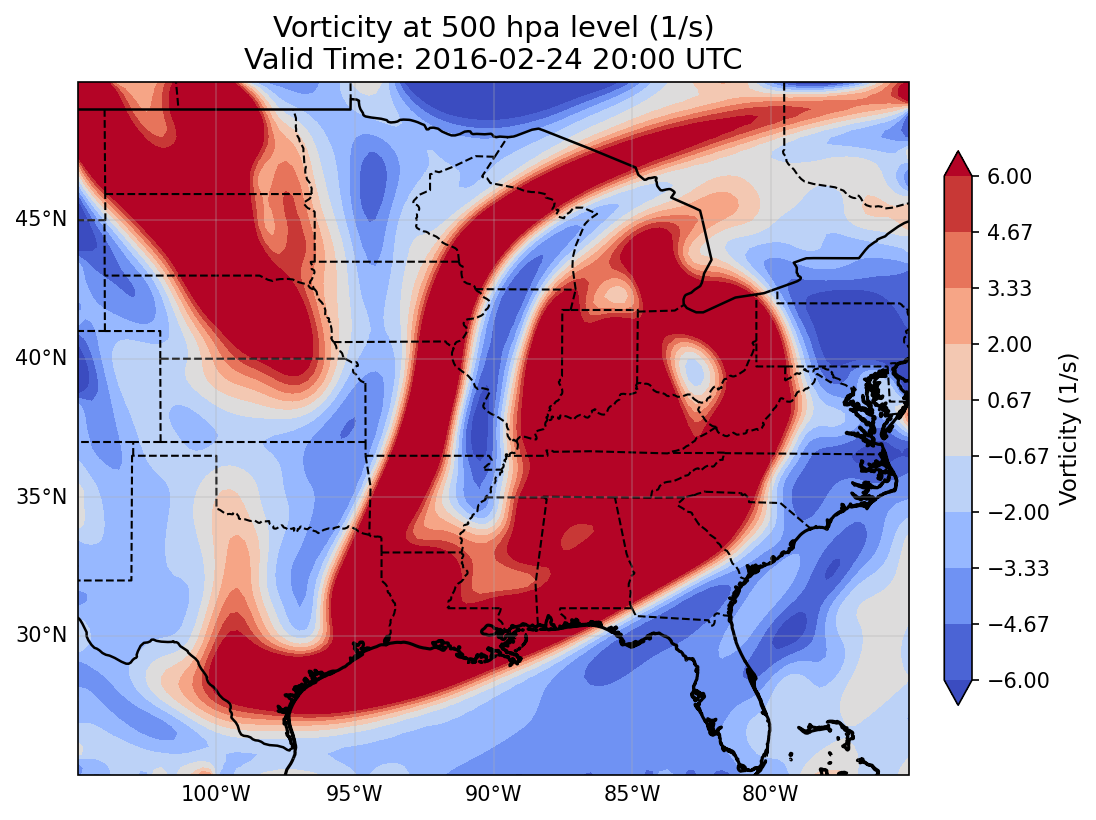 Vorticity at 500 hpa level (1/s)
Valid Time: 2016-02-24 20:00 UTC
45°N
40°N
35°N
30°N
100°W
95°W
90°W
85°W
80°W
6.00
4.67
3.33
2.00
0.67
−0.67
−2.00
−3.33
−4.67
−6.00
Vorticity (1/s)